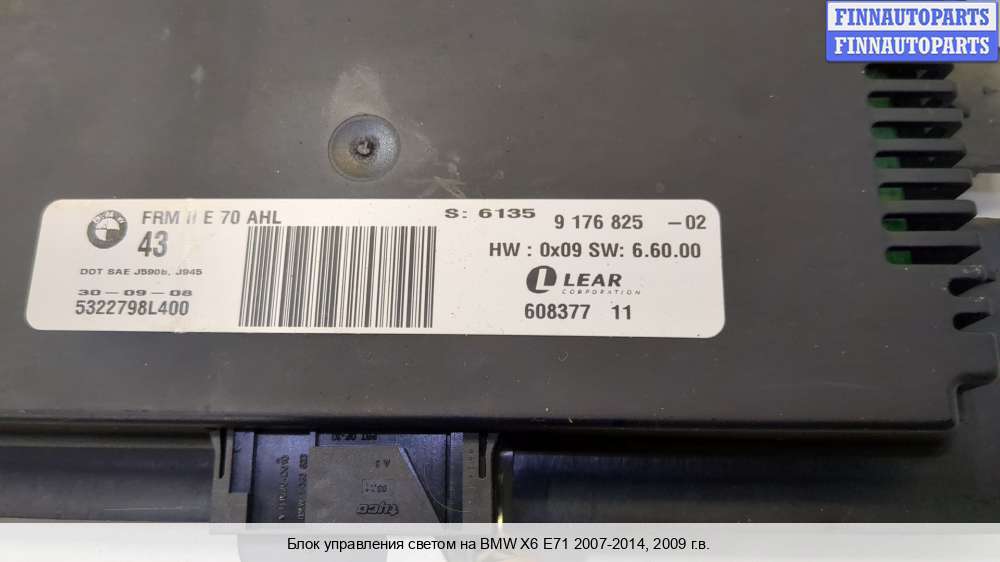 FINNAUTOPARTS
FINNAUTOPARTS
FRM II E 70 AHL
43
DOT SAE J590b, J945
30-09-08
5322798L400
S: 6135
9 176 825 -02
HW : 0x09 SW: 6.60.00
LEAR
CORPORATION
608377 11
tyco
Блок управления светом на BMW X6 E71 2007-2014, 2009 г.в.